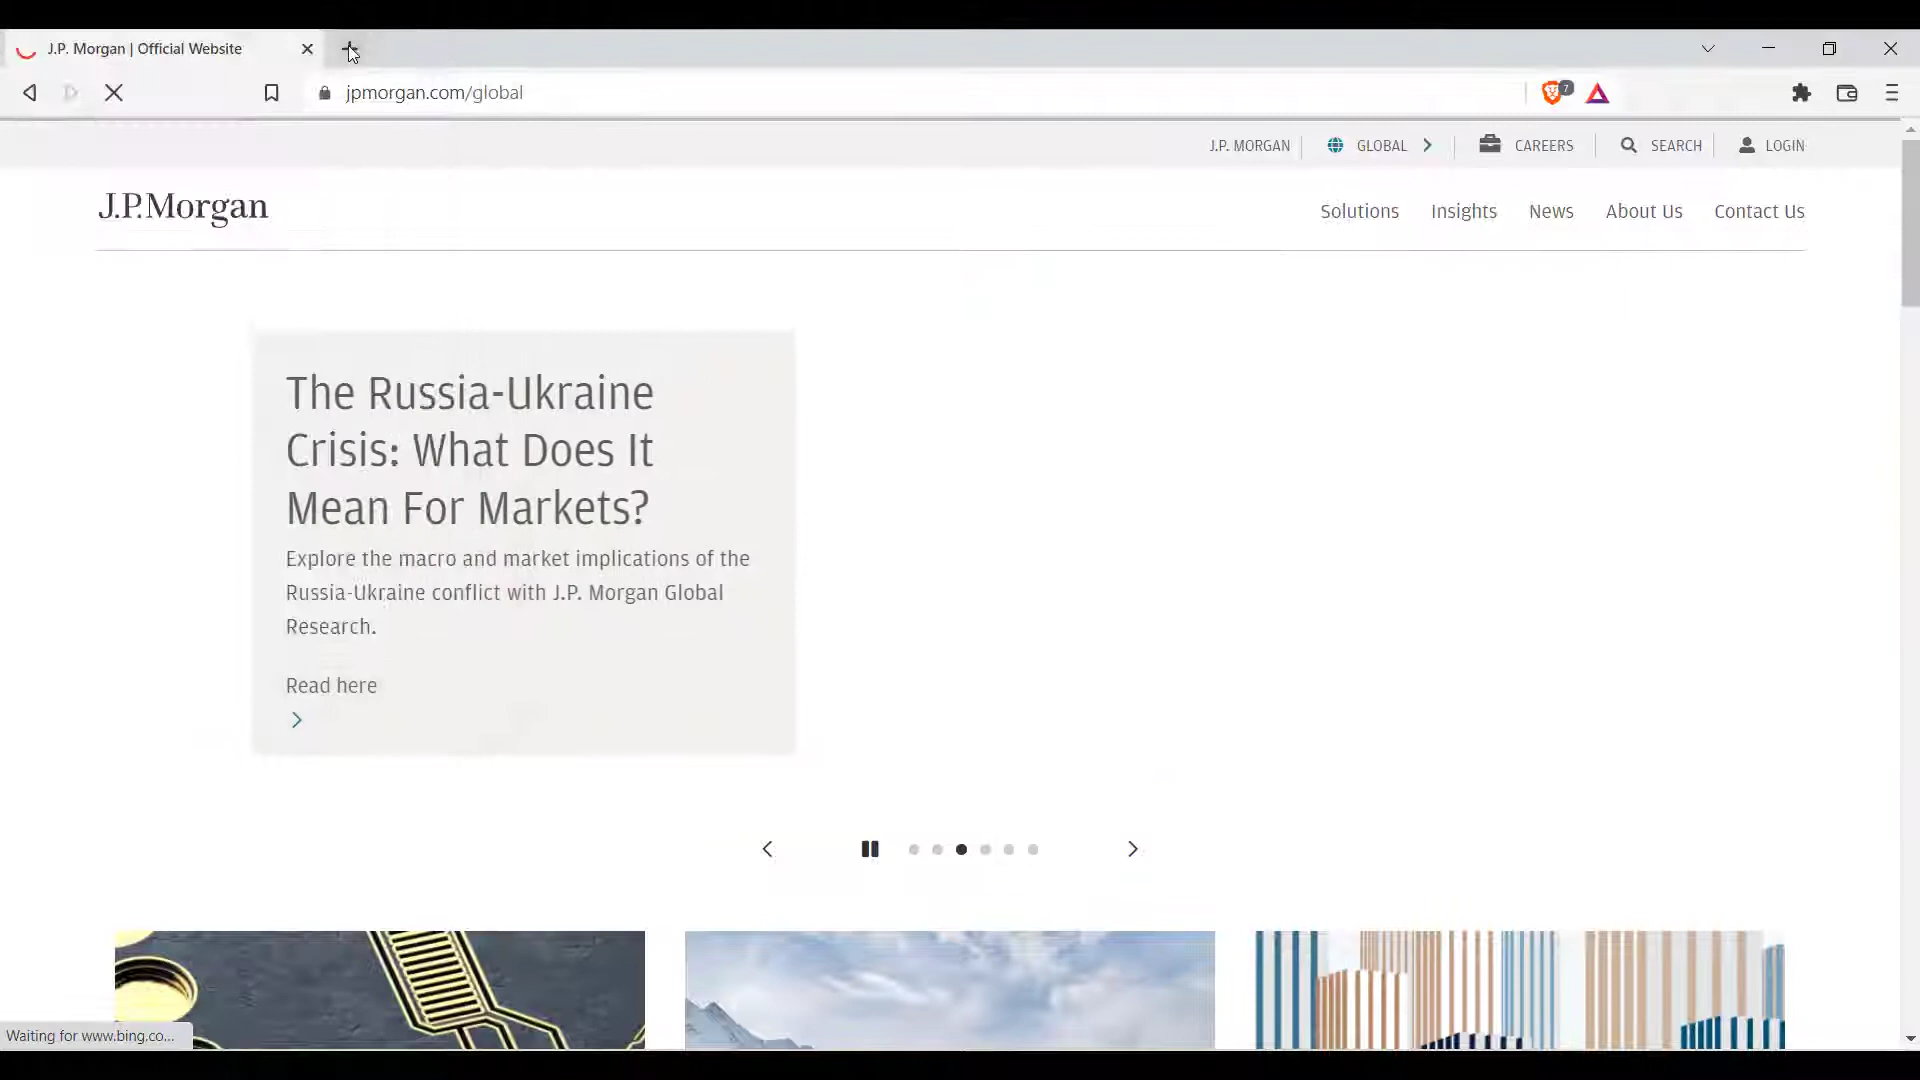 J.P. Morgan | Official Website
jpmorgan.com/global
7
J.P. MORGAN
GLOBAL
CAREERS
SEARCH
LOGIN
J.P.Morgan
Solutions
Insights
News
About Us
Contact Us
The Russia-Ukraine
Crisis: What Does It
Mean For Markets?
Explore the macro and market implications of the
Russia-Ukraine conflict with J.P. Morgan Global
Research.
Read here
Waiting for www.bing.co...